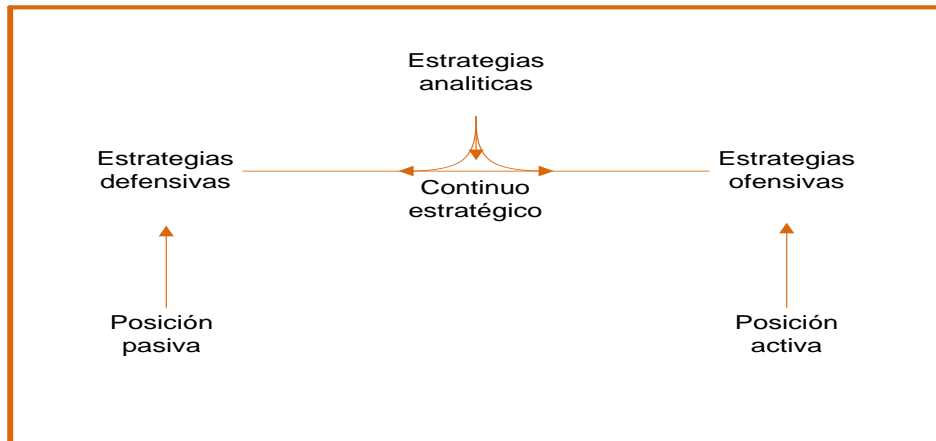 Estrategias
analiticas
Estrategias
defensivas
Continuo
estratégico
Estrategias
ofensivas
Posición
pasiva
Posición
activa